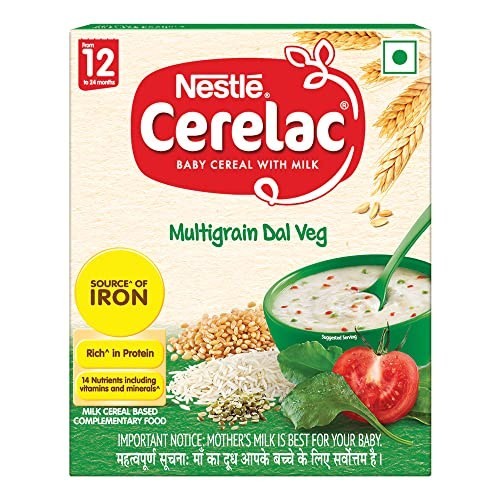 From
12
to 24 months
Nestlé®
Cerelac®
BABY CEREAL WITH MILK
Multigrain Dal Veg
SOURCE^ OF
IRON
Suggested Serving
Rich^ in Protein
14 Nutrients including
vitamins and minerals^
MILK CEREAL BASED
COMPLEMENTARY FOOD
IMPORTANT NOTICE: MOTHER'S MILK IS BEST FOR YOUR BABY.
महत्वपूर्ण सूचना: माँ का दूध आपके बच्चे के लिए सर्वोत्तम है।